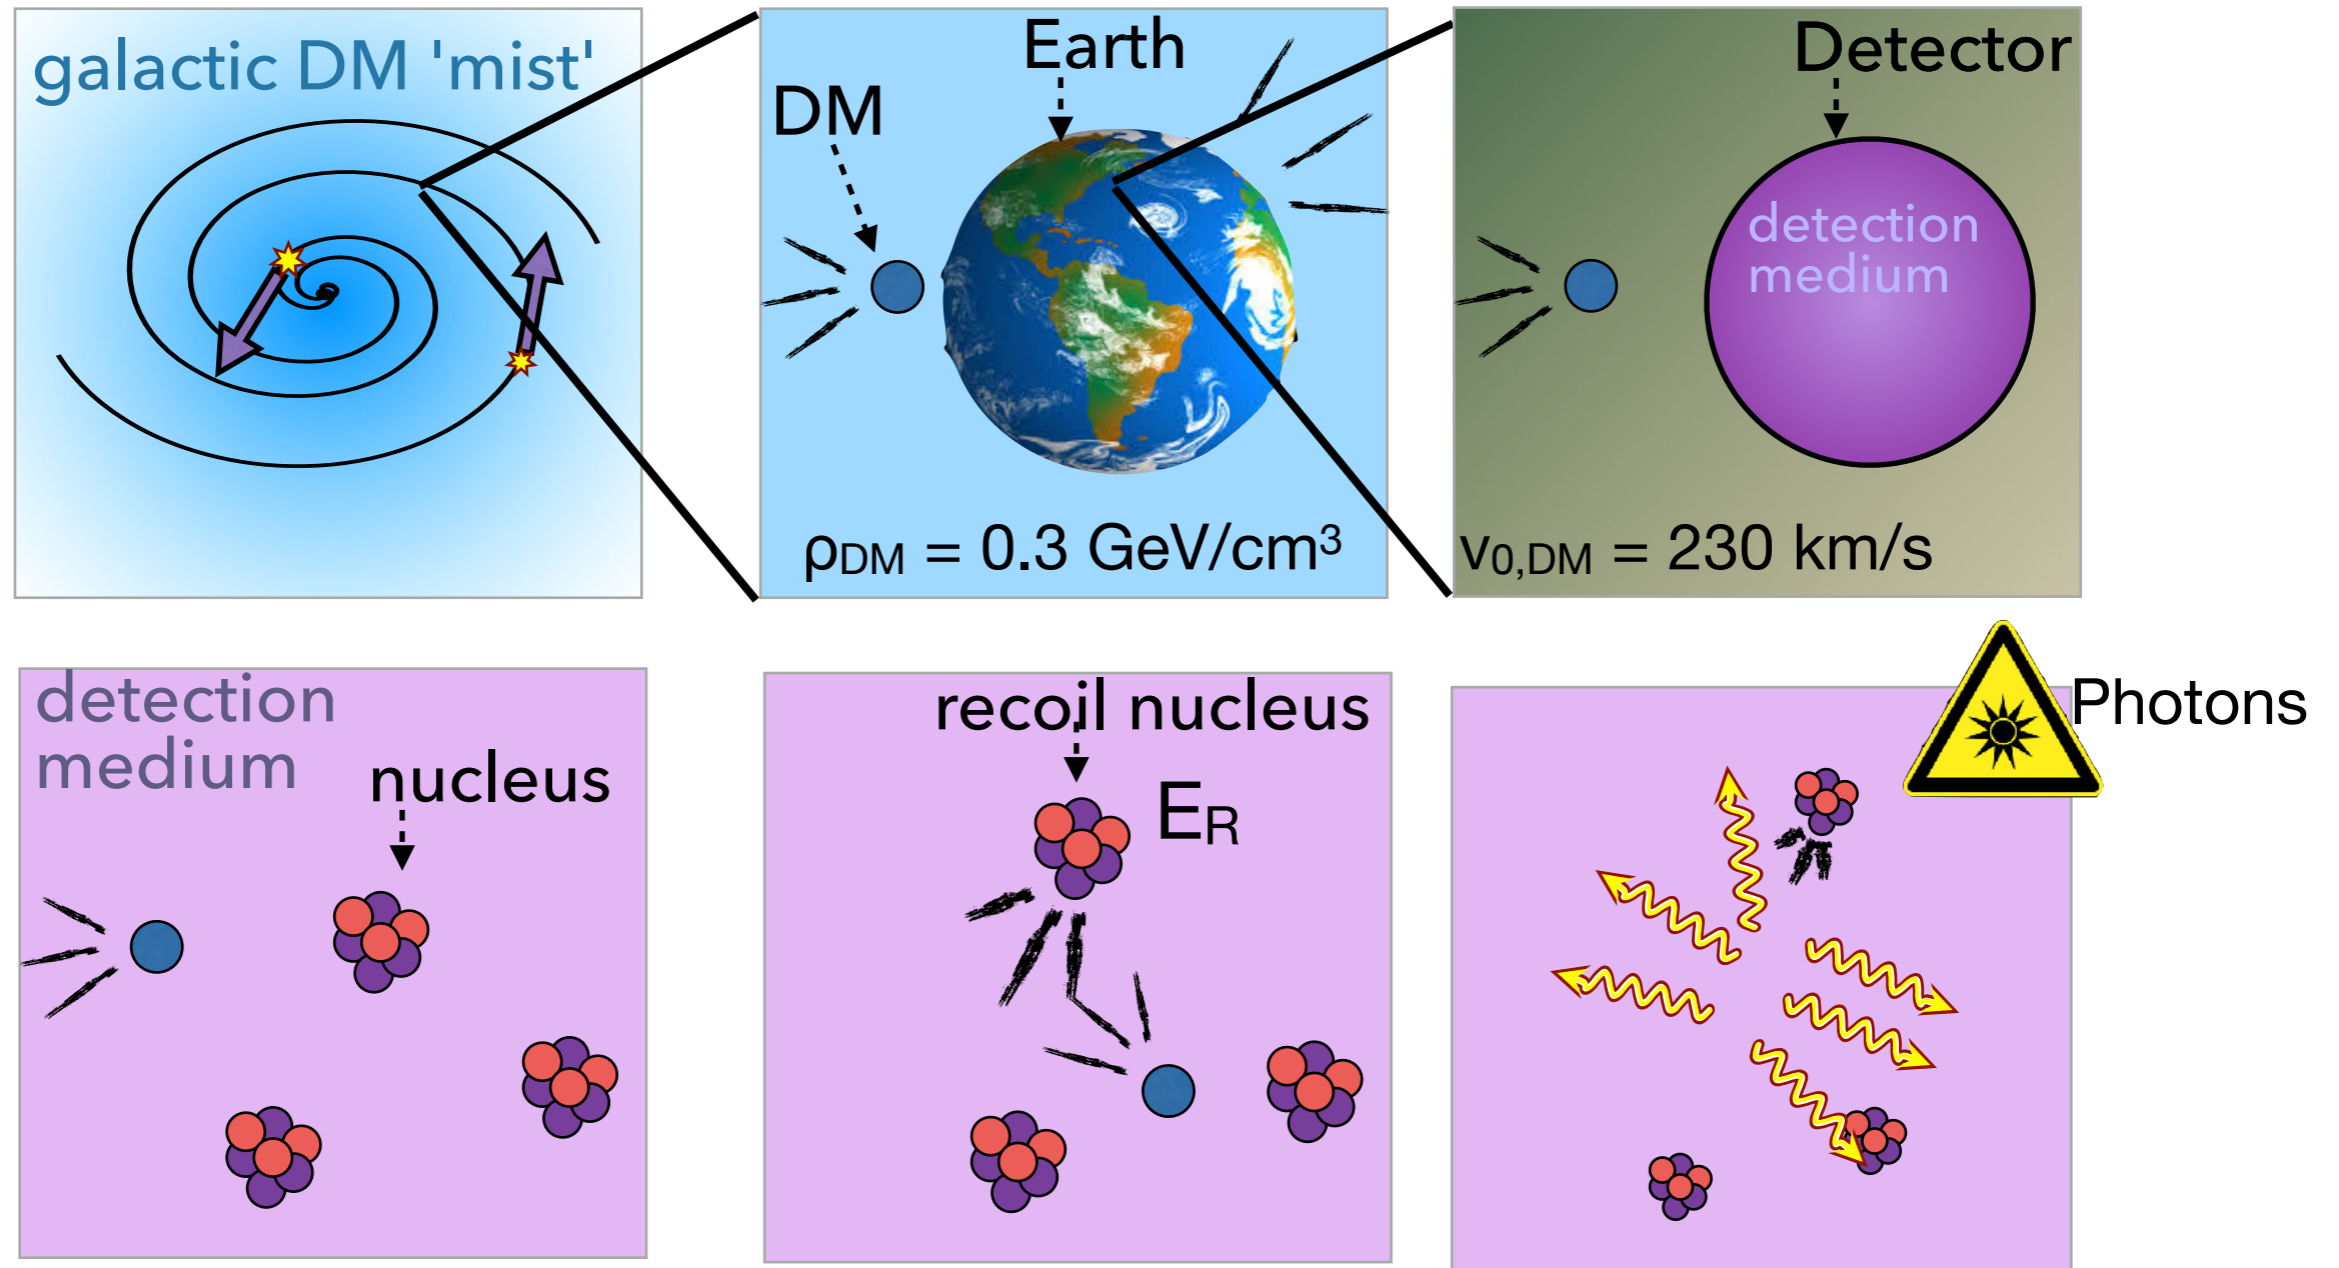 galactic DM 'mist'
Earth
DM
ρDM = 0.3 GeV/cm³
Detector
detection
medium
v0,DM = 230 km/s
detection
medium
nucleus
recoil nucleus
ER
Photons